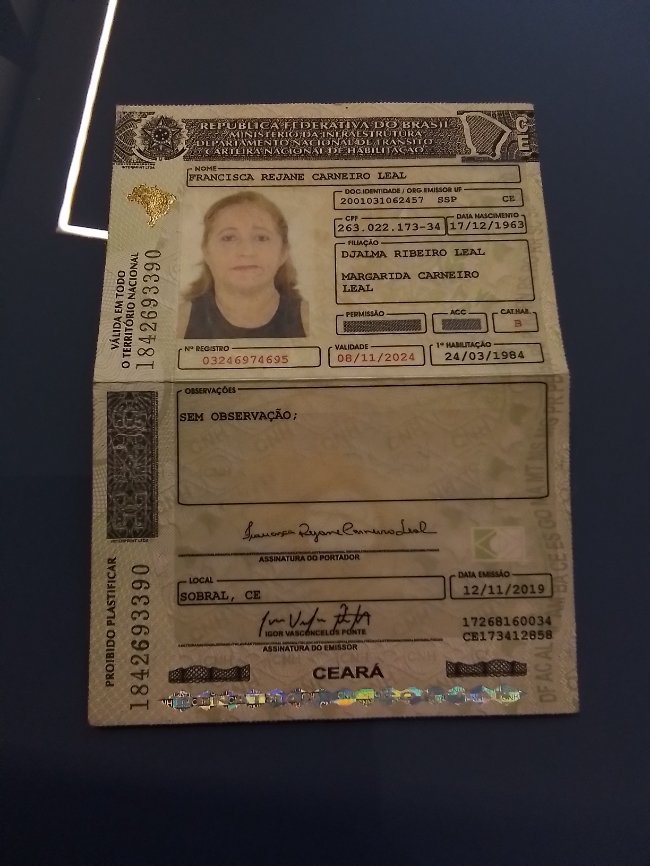 REPÚBLICA FEDERATIVA DO BRASIL
MINISTÉRIO DA INFRAESTRUTURA
DEPARTAMENTO NACIONAL DE TRÂNSITO
CARTEIRA NACIONAL DE HABILITAÇÃO
CE
NOME
FRANCISCA REJANE CARNEIRO LEAL
DOC. IDENTIDADE / ORG EMISSOR UF
2001031062457 SSP CE
CPF
263.022.173-34
DATA NASCIMENTO
17/12/1963
FILIAÇÃO
DJALMA RIBEIRO LEAL
MARGARIDA CARNEIRO
LEAL
PERMISSÃO
ACC
CAT. HAB.
B
Nº REGISTRO
03246974695
VALIDADE
08/11/2024
1ª HABILITAÇÃO
24/03/1984
VÁLIDA EM TODO
O TERRITÓRIO NACIONAL
1842693390
OBSERVAÇÕES
SEM OBSERVAÇÃO;
Francisca Rejane Carneiro Leal
ASSINATURA DO PORTADOR
LOCAL
SOBRAL, CE
DATA EMISSÃO
12/11/2019
IGOR VASCONCELOS PONTE
ASSINATURA DO EMISSOR
17268160034
CE173412858
CEARÁ
PROIBIDO PLASTIFICAR
1842693390